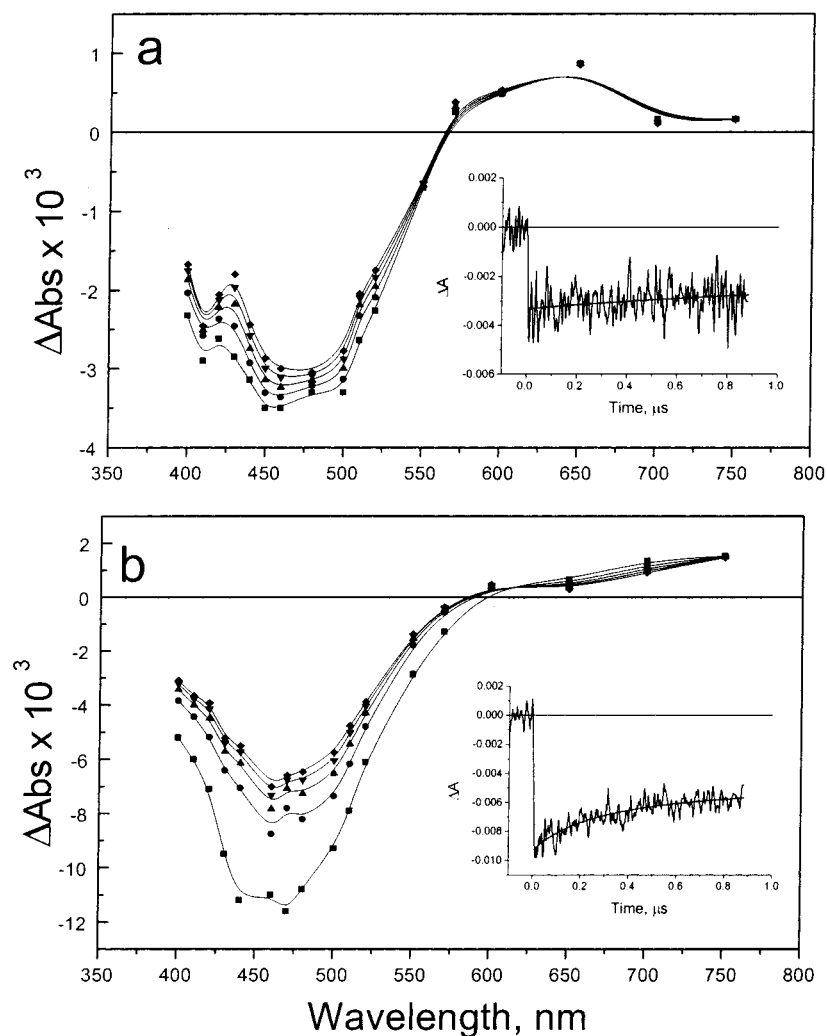 a
ΔAbs x 10³
1
0
-1
-2
-3
-4
350 400 450 500 550 600 650 700 750 800
ΔA
0.002
0.000
-0.002
-0.004
-0.006
0.0 0.2 0.4 0.6 0.8 1.0
Time, μs
b
ΔAbs x 10³
2
0
-2
-4
-6
-8
-10
-12
350 400 450 500 550 600 650 700 750 800
ΔA
0.002
0.000
-0.002
-0.004
-0.006
-0.008
-0.010
0.0 0.2 0.4 0.6 0.8 1.0
Time, μs
Wavelength, nm